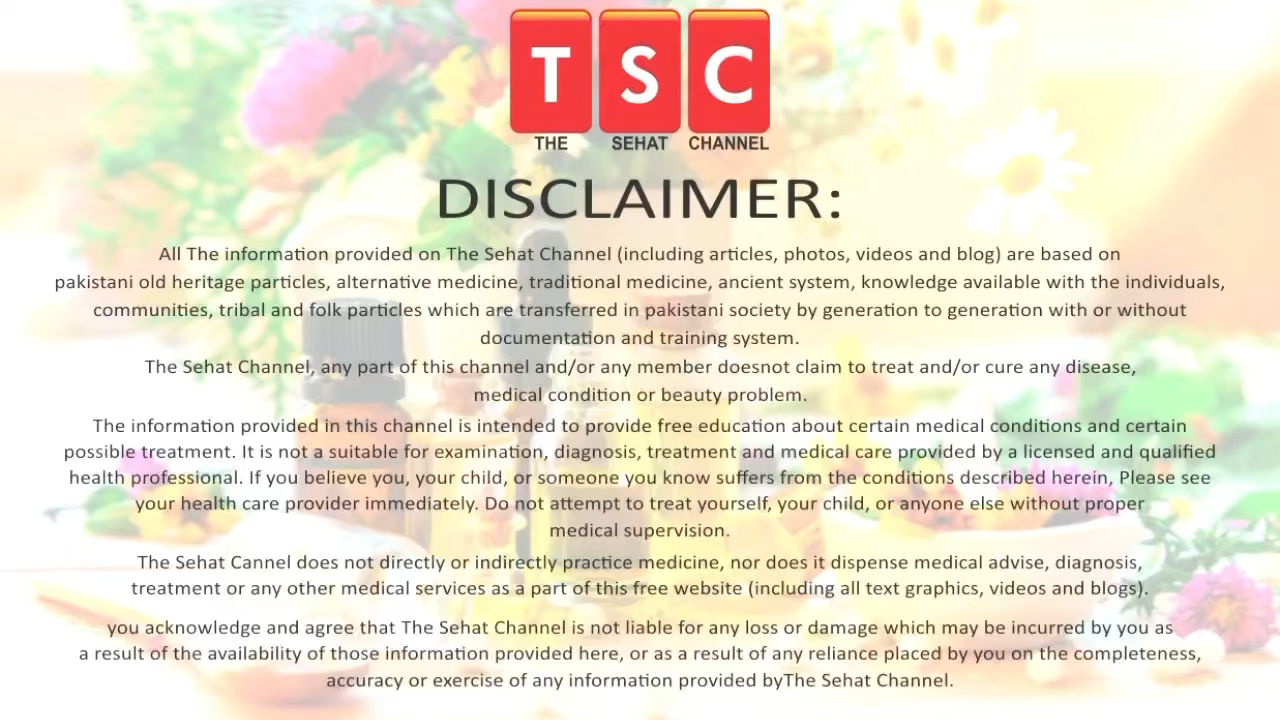 T S C
THE SEHAT CHANNEL
DISCLAIMER:
All The information provided on The Sehat Channel (including articles, photos, videos and blog) are based on
pakistani old heritage particles, alternative medicine, traditional medicine, ancient system, knowledge available with the individuals,
communities, tribal and folk particles which are transferred in pakistani society by generation to generation with or without
documentation and training system.
The Sehat Channel, any part of this channel and/or any member doesnot claim to treat and/or cure any disease,
medical condition or beauty problem.
The information provided in this channel is intended to provide free education about certain medical conditions and certain
possible treatment. It is not a suitable for examination, diagnosis, treatment and medical care provided by a licensed and qualified
health professional. If you believe you, your child, or someone you know suffers from the conditions described herein, Please see
your health care provider immediately. Do not attempt to treat yourself, your child, or anyone else without proper
medical supervision.
The Sehat Cannel does not directly or indirectly practice medicine, nor does it dispense medical advise, diagnosis,
treatment or any other medical services as a part of this free website (including all text graphics, videos and blogs).
you acknowledge and agree that The Sehat Channel is not liable for any loss or damage which may be incurred by you as
a result of the availability of those information provided here, or as a result of any reliance placed by you on the completeness,
accuracy or exercise of any information provided byThe Sehat Channel.